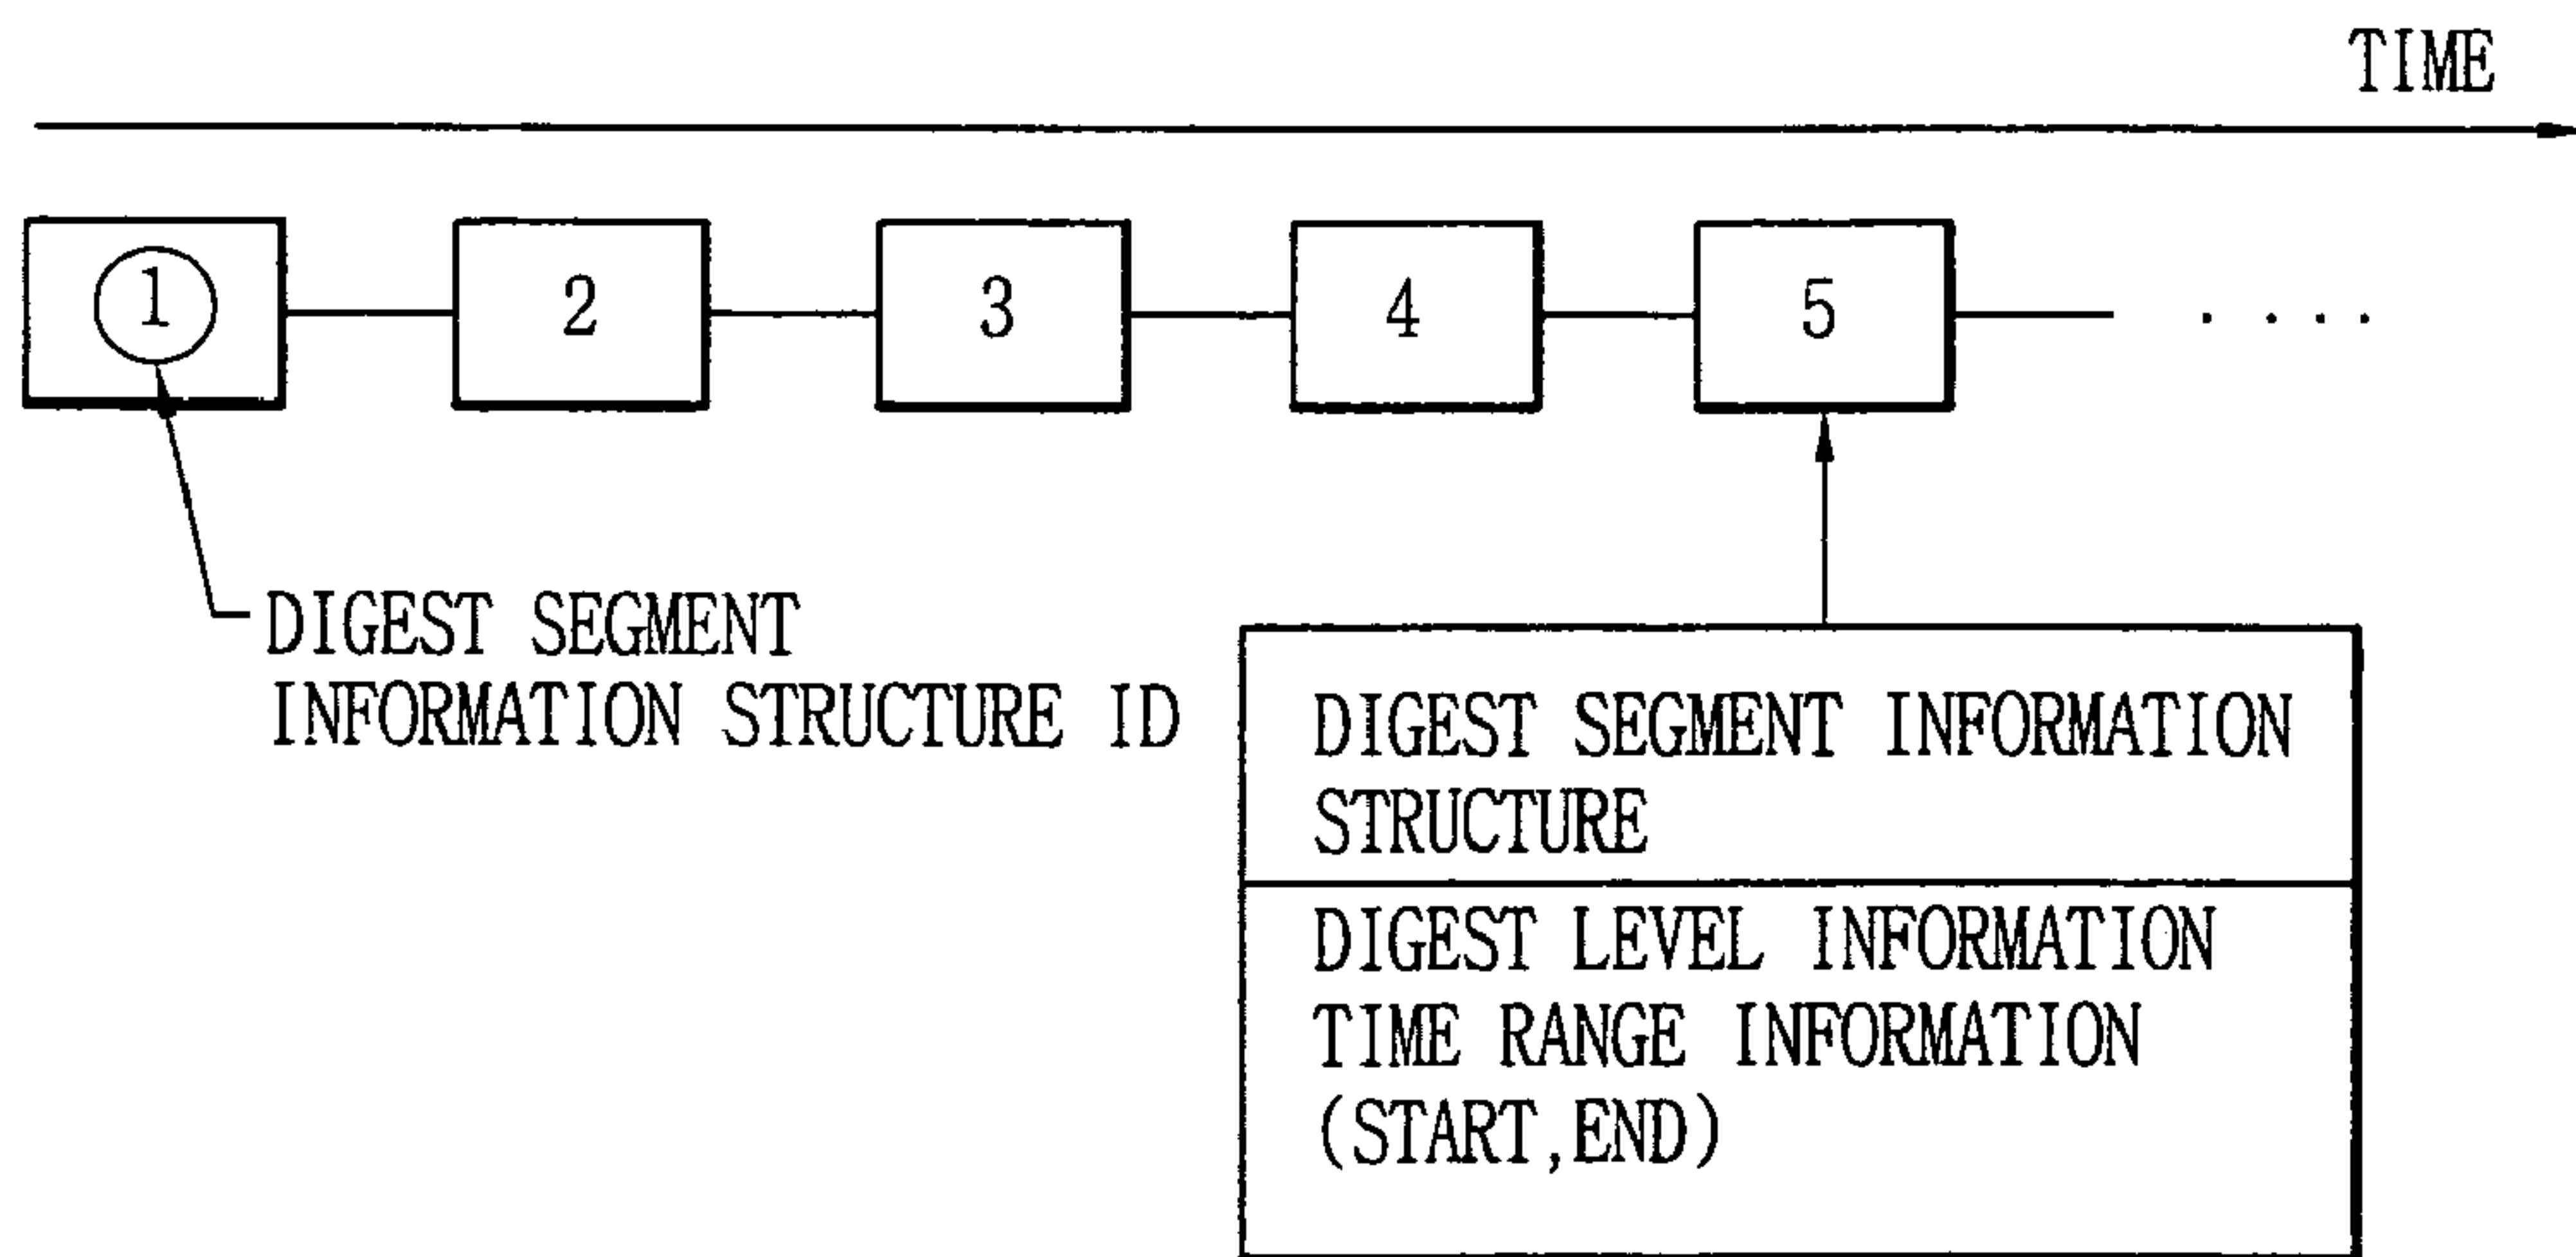 TIME
1
2
3
4
5
. . . .
DIGEST SEGMENT
INFORMATION STRUCTURE ID
DIGEST SEGMENT INFORMATION
STRUCTURE
DIGEST LEVEL INFORMATION
TIME RANGE INFORMATION
(START,END)